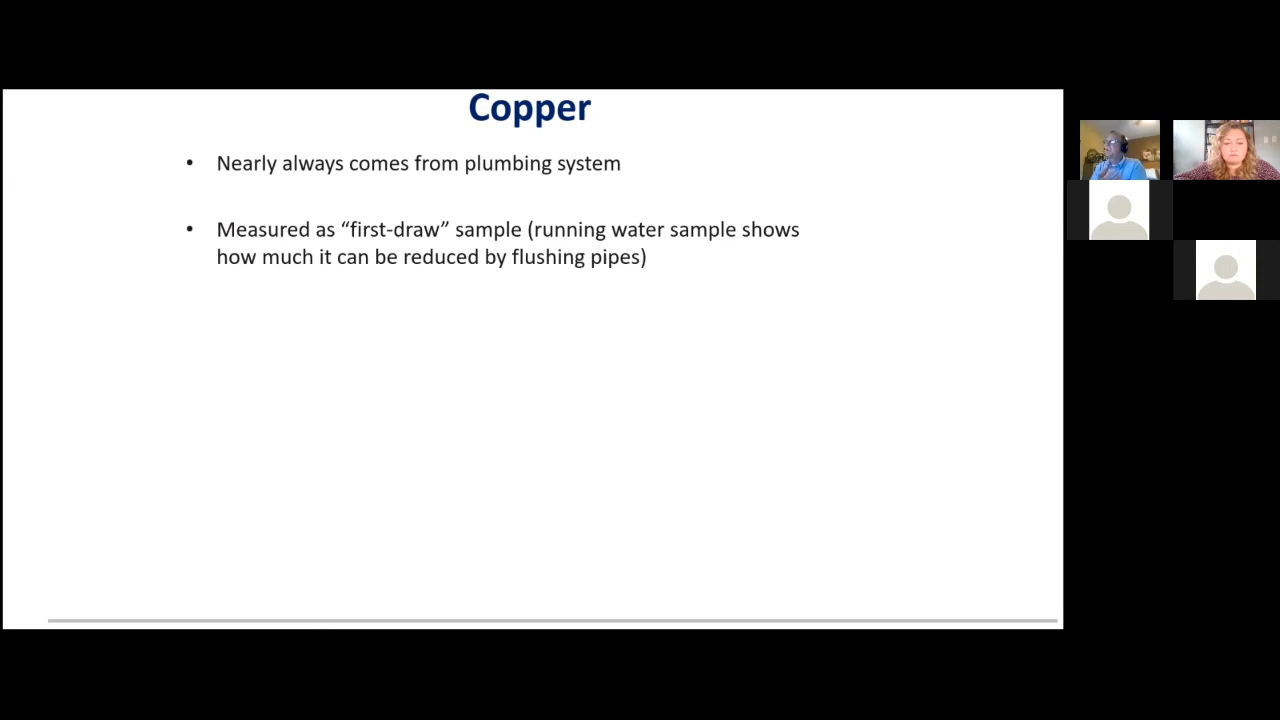 Copper
• Nearly always comes from plumbing system
• Measured as “first-draw” sample (running water sample shows
how much it can be reduced by flushing pipes)